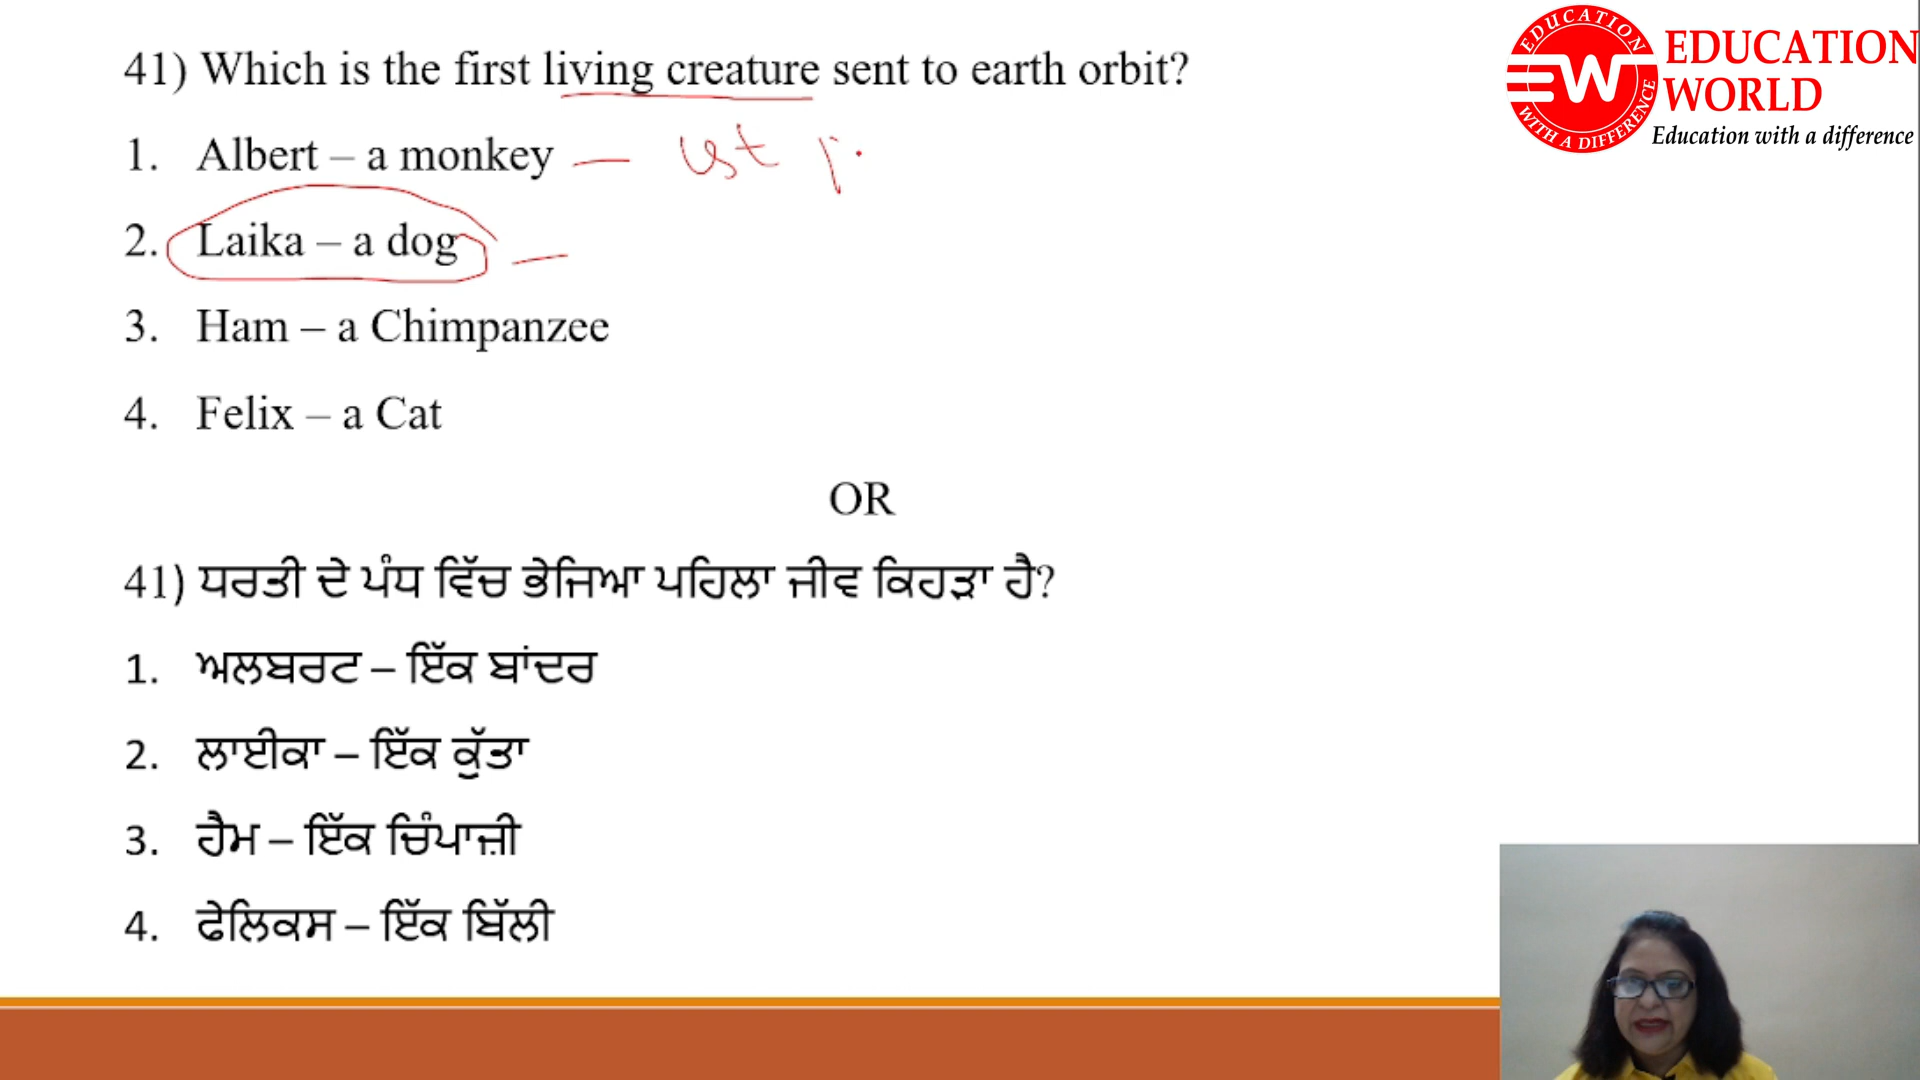 41) Which is the first living creature sent to earth orbit?
1. Albert – a monkey — 1st p
2. Laika – a dog —
3. Ham – a Chimpanzee
4. Felix – a Cat
OR
41) ਧਰਤੀ ਦੇ ਪੰਧ ਵਿੱਚ ਭੇਜਿਆ ਪਹਿਲਾ ਜੀਵ ਕਿਹੜਾ ਹੈ?
1. ਅਲਬਰਟ – ਇੱਕ ਬਾਂਦਰ
2. ਲਾਈਕਾ – ਇੱਕ ਕੁੱਤਾ
3. ਹੈਮ – ਇੱਕ ਚਿੰਪਾਜ਼ੀ
4. ਫੇਲਿਕਸ – ਇੱਕ ਬਿੱਲੀ
EDUCATION
EW
WITH A DIFFERENCE
EDUCATION
WORLD
Education with a difference